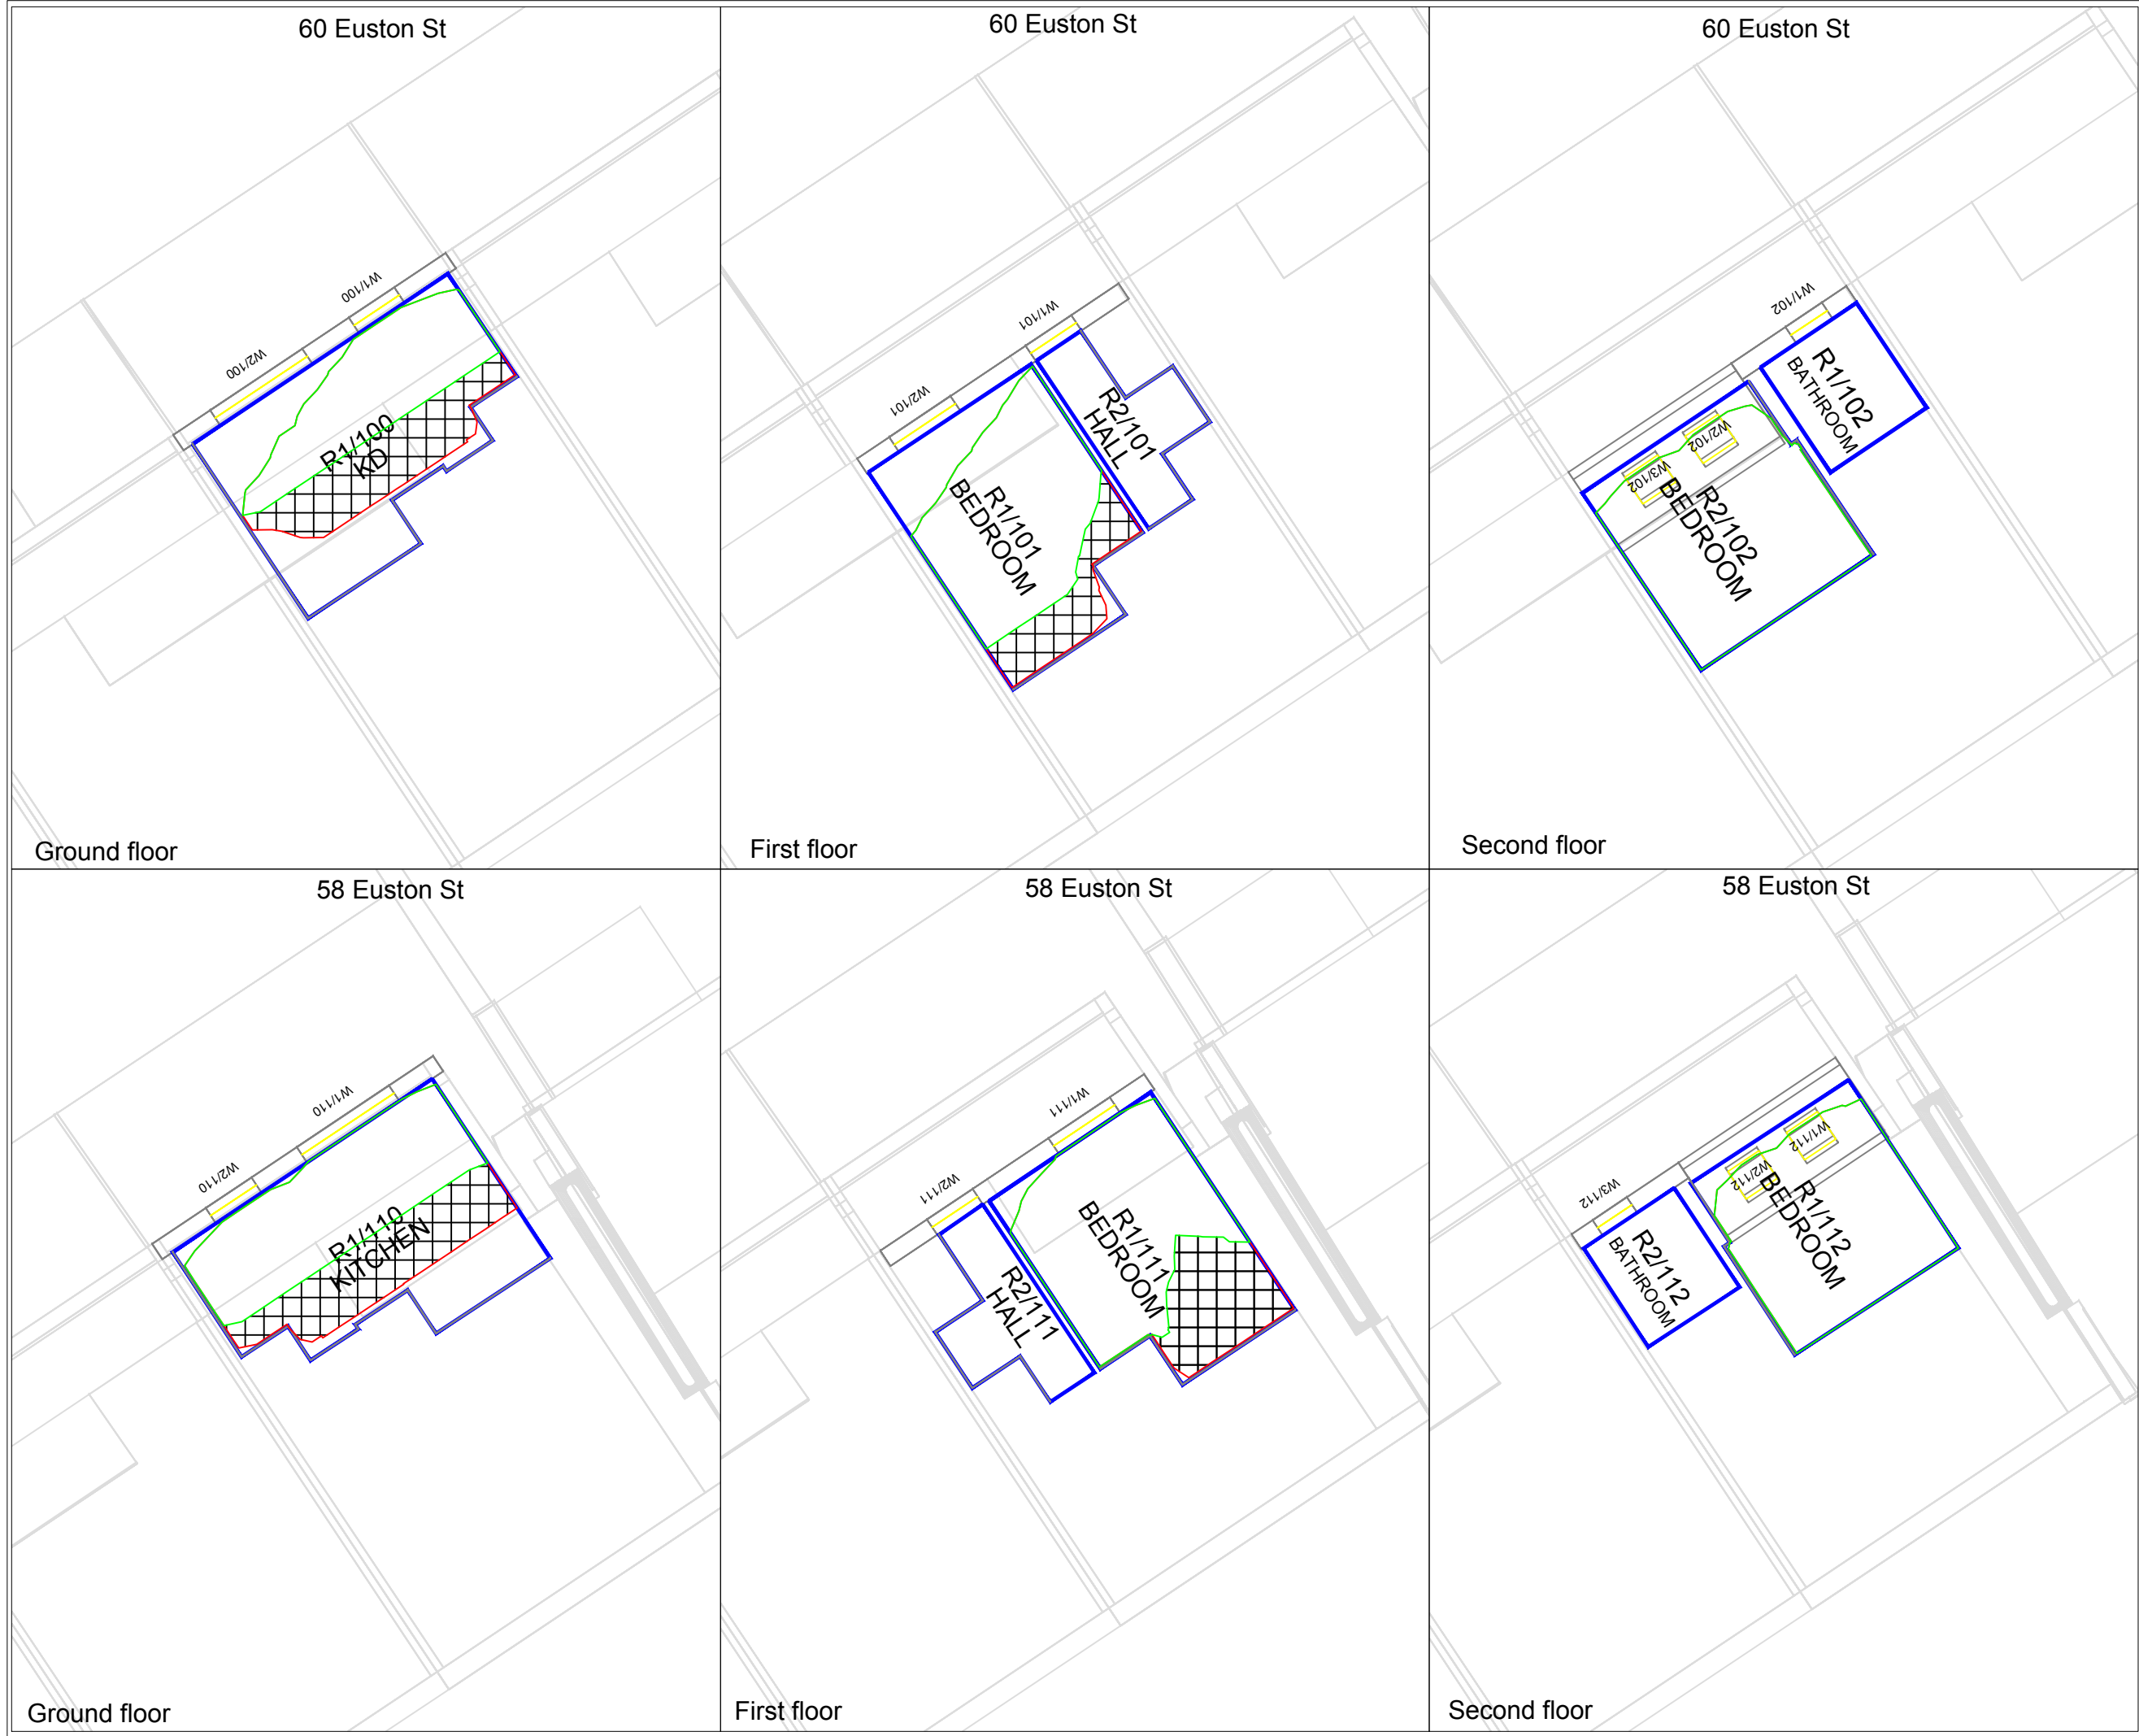 60 Euston St
W1/100
W2/100
R1/100
KD
Ground floor
60 Euston St
W1/101
W2/101
R2/101
HALL
R1/101
BEDROOM
First floor
60 Euston St
W1/102
R1/102
BATHROOM
W2/102
W3/102
R2/102
BEDROOM
Second floor
58 Euston St
W1/110
W2/110
R1/110
KITCHEN
Ground floor
58 Euston St
W1/111
W2/111
R1/111
BEDROOM
R2/111
HALL
First floor
58 Euston St
W1/112
W2/112
W3/112
R1/112
BEDROOM
R2/112
BATHROOM
Second floor